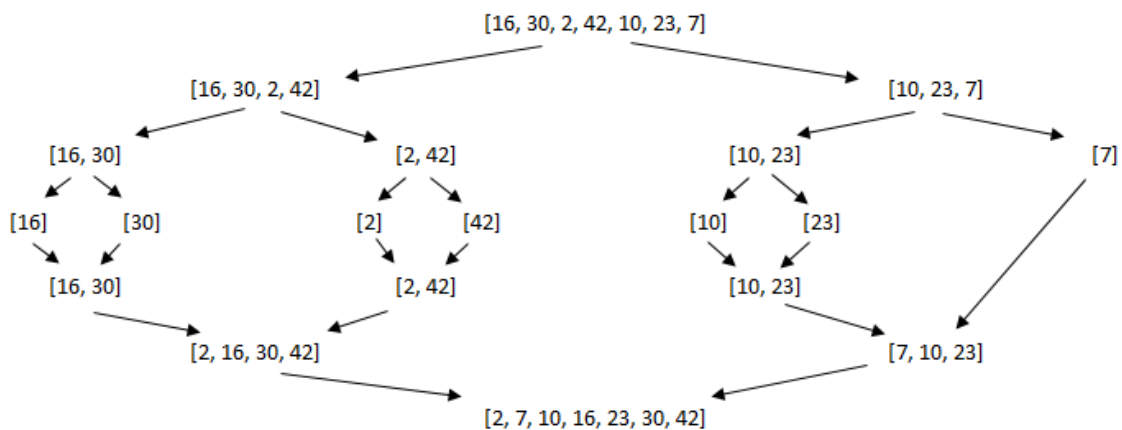 [16, 30, 2, 42, 10, 23, 7]
[16, 30, 2, 42] [10, 23, 7]
[16, 30] [2, 42] [10, 23] [7]
[16] [30] [2] [42] [10] [23]
[16, 30] [2, 42] [10, 23]
[2, 16, 30, 42] [7, 10, 23]
[2, 7, 10, 16, 23, 30, 42]